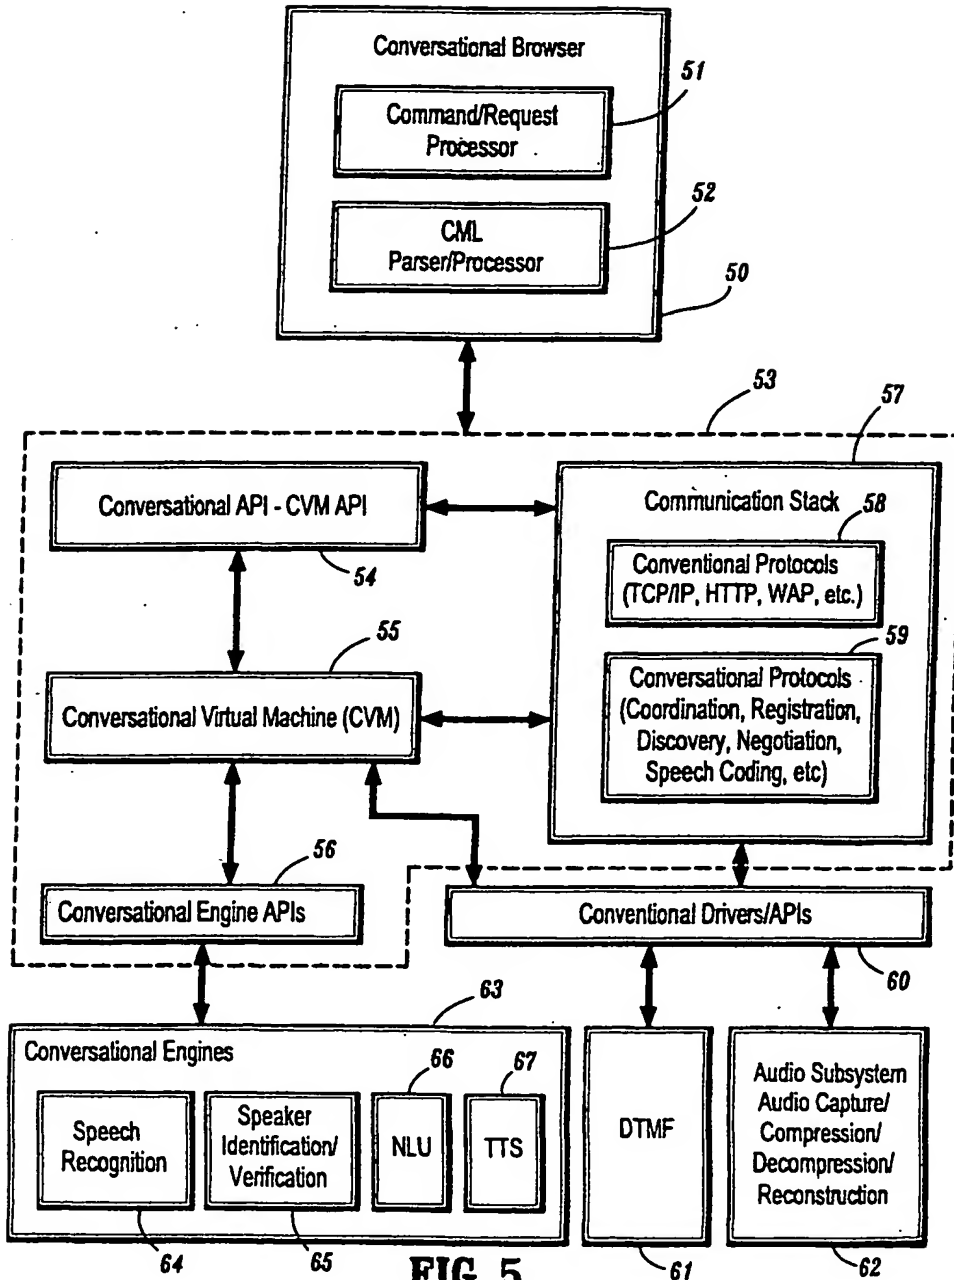 Conversational Browser
51
Command/Request
Processor
52
CML
Parser/Processor
50
53
57
Conversational API - CVM API
54
Communication Stack
58
Conventional Protocols
(TCP/IP, HTTP, WAP, etc.)
55
59
Conversational Virtual Machine (CVM)
Conversational Protocols
(Coordination, Registration,
Discovery, Negotiation,
Speech Coding, etc)
56
Conversational Engine APIs
Conventional Drivers/APIs
60
63
Conversational Engines
66
67
Speech
Recognition
Speaker
Identification/
Verification
NLU
TTS
DTMF
Audio Subsystem
Audio Capture/
Compression/
Decompression/
Reconstruction
64
65
61
62
FIG 5